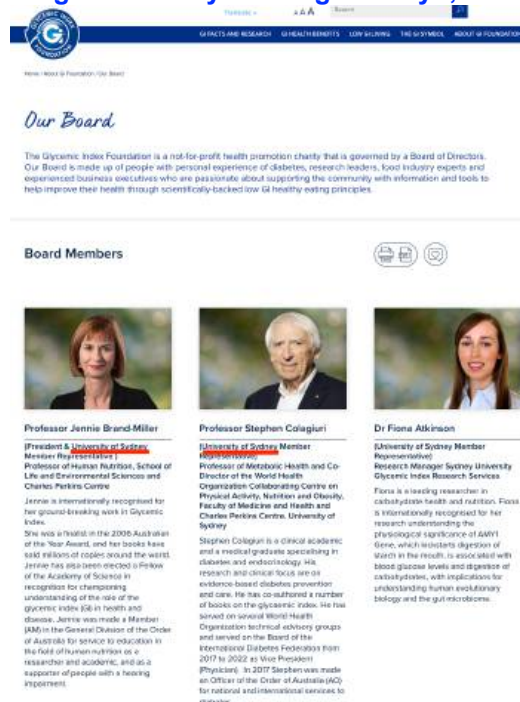 GLYCEMIC INDEX
FOUNDATION
Translate
A A A
Search
GI FACTS AND RESEARCH GI HEALTH BENEFITS LOW GI LIVING THE GI SYMBOL ABOUT GI FOUNDATION
Home / About GI Foundation / Our Board
Our Board
The Glycemic Index Foundation is a not-for-profit health promotion charity that is governed by a Board of Directors.
Our Board is made up of people with personal experience of diabetes, research leaders, food industry experts and
experienced business executives who are passionate about supporting the community with information and tools to
help improve their health through scientifically-backed low GI healthy eating principles.
Board Members
Professor Jennie Brand-Miller
(President & University of Sydney
Member Representative )
Professor of Human Nutrition, School of
Life and Environmental Sciences and
Charles Perkins Centre
Jennie is internationally recognised for
her ground-breaking work in Glycemic
Index.
She was a finalist in the 2006 Australian
of the Year Award, and her books have
sold millions of copies around the world.
Jennie has also been elected a Fellow
of the Academy of Science in
recognition for championing
understanding of the role of the
glycemic index (GI) in health and
disease. Jennie was made a Member
(AM) in the General Division of the Order
of Australia for service to education in
the field of human nutrition as a
researcher and academic, and as a
supporter of people with a hearing
impairment.
Professor Stephen Colagiuri
(University of Sydney Member
Representative)
Professor of Metabolic Health and Co-
Director of the World Health
Organization Collaborating Centre on
Physical Activity, Nutrition and Obesity,
Faculty of Medicine and Health and
Charles Perkins Centre, University of
Sydney
Stephen Colagiuri is a clinical academic
and a medical graduate specialising in
diabetes and endocrinology. His
research and clinical focus are on
evidence-based diabetes prevention
and care. He has co-authored a number
of books on the glycaemic index. He has
served on several World Health
Organization technical advisory groups
and served on the Board of the
International Diabetes Federation from
2017 to 2022 as Vice President
(Physician). In 2017 Stephen was made
an Officer of the Order of Australia (AO)
for national and international services to
diabetes.
Dr Fiona Atkinson
(University of Sydney Member
Representative)
Research Manager Sydney University
Glycemic Index Research Services
Fiona is a leading researcher in
carbohydrate health and nutrition. Fiona
is internationally recognised for her
research understanding the
physiological significance of AMY1
Gene, which kickstarts digestion of
starch in the mouth, is associated with
blood glucose levels and digestion of
carbohydrates, with implications for
understanding human evolutionary
biology and the gut microbiome.